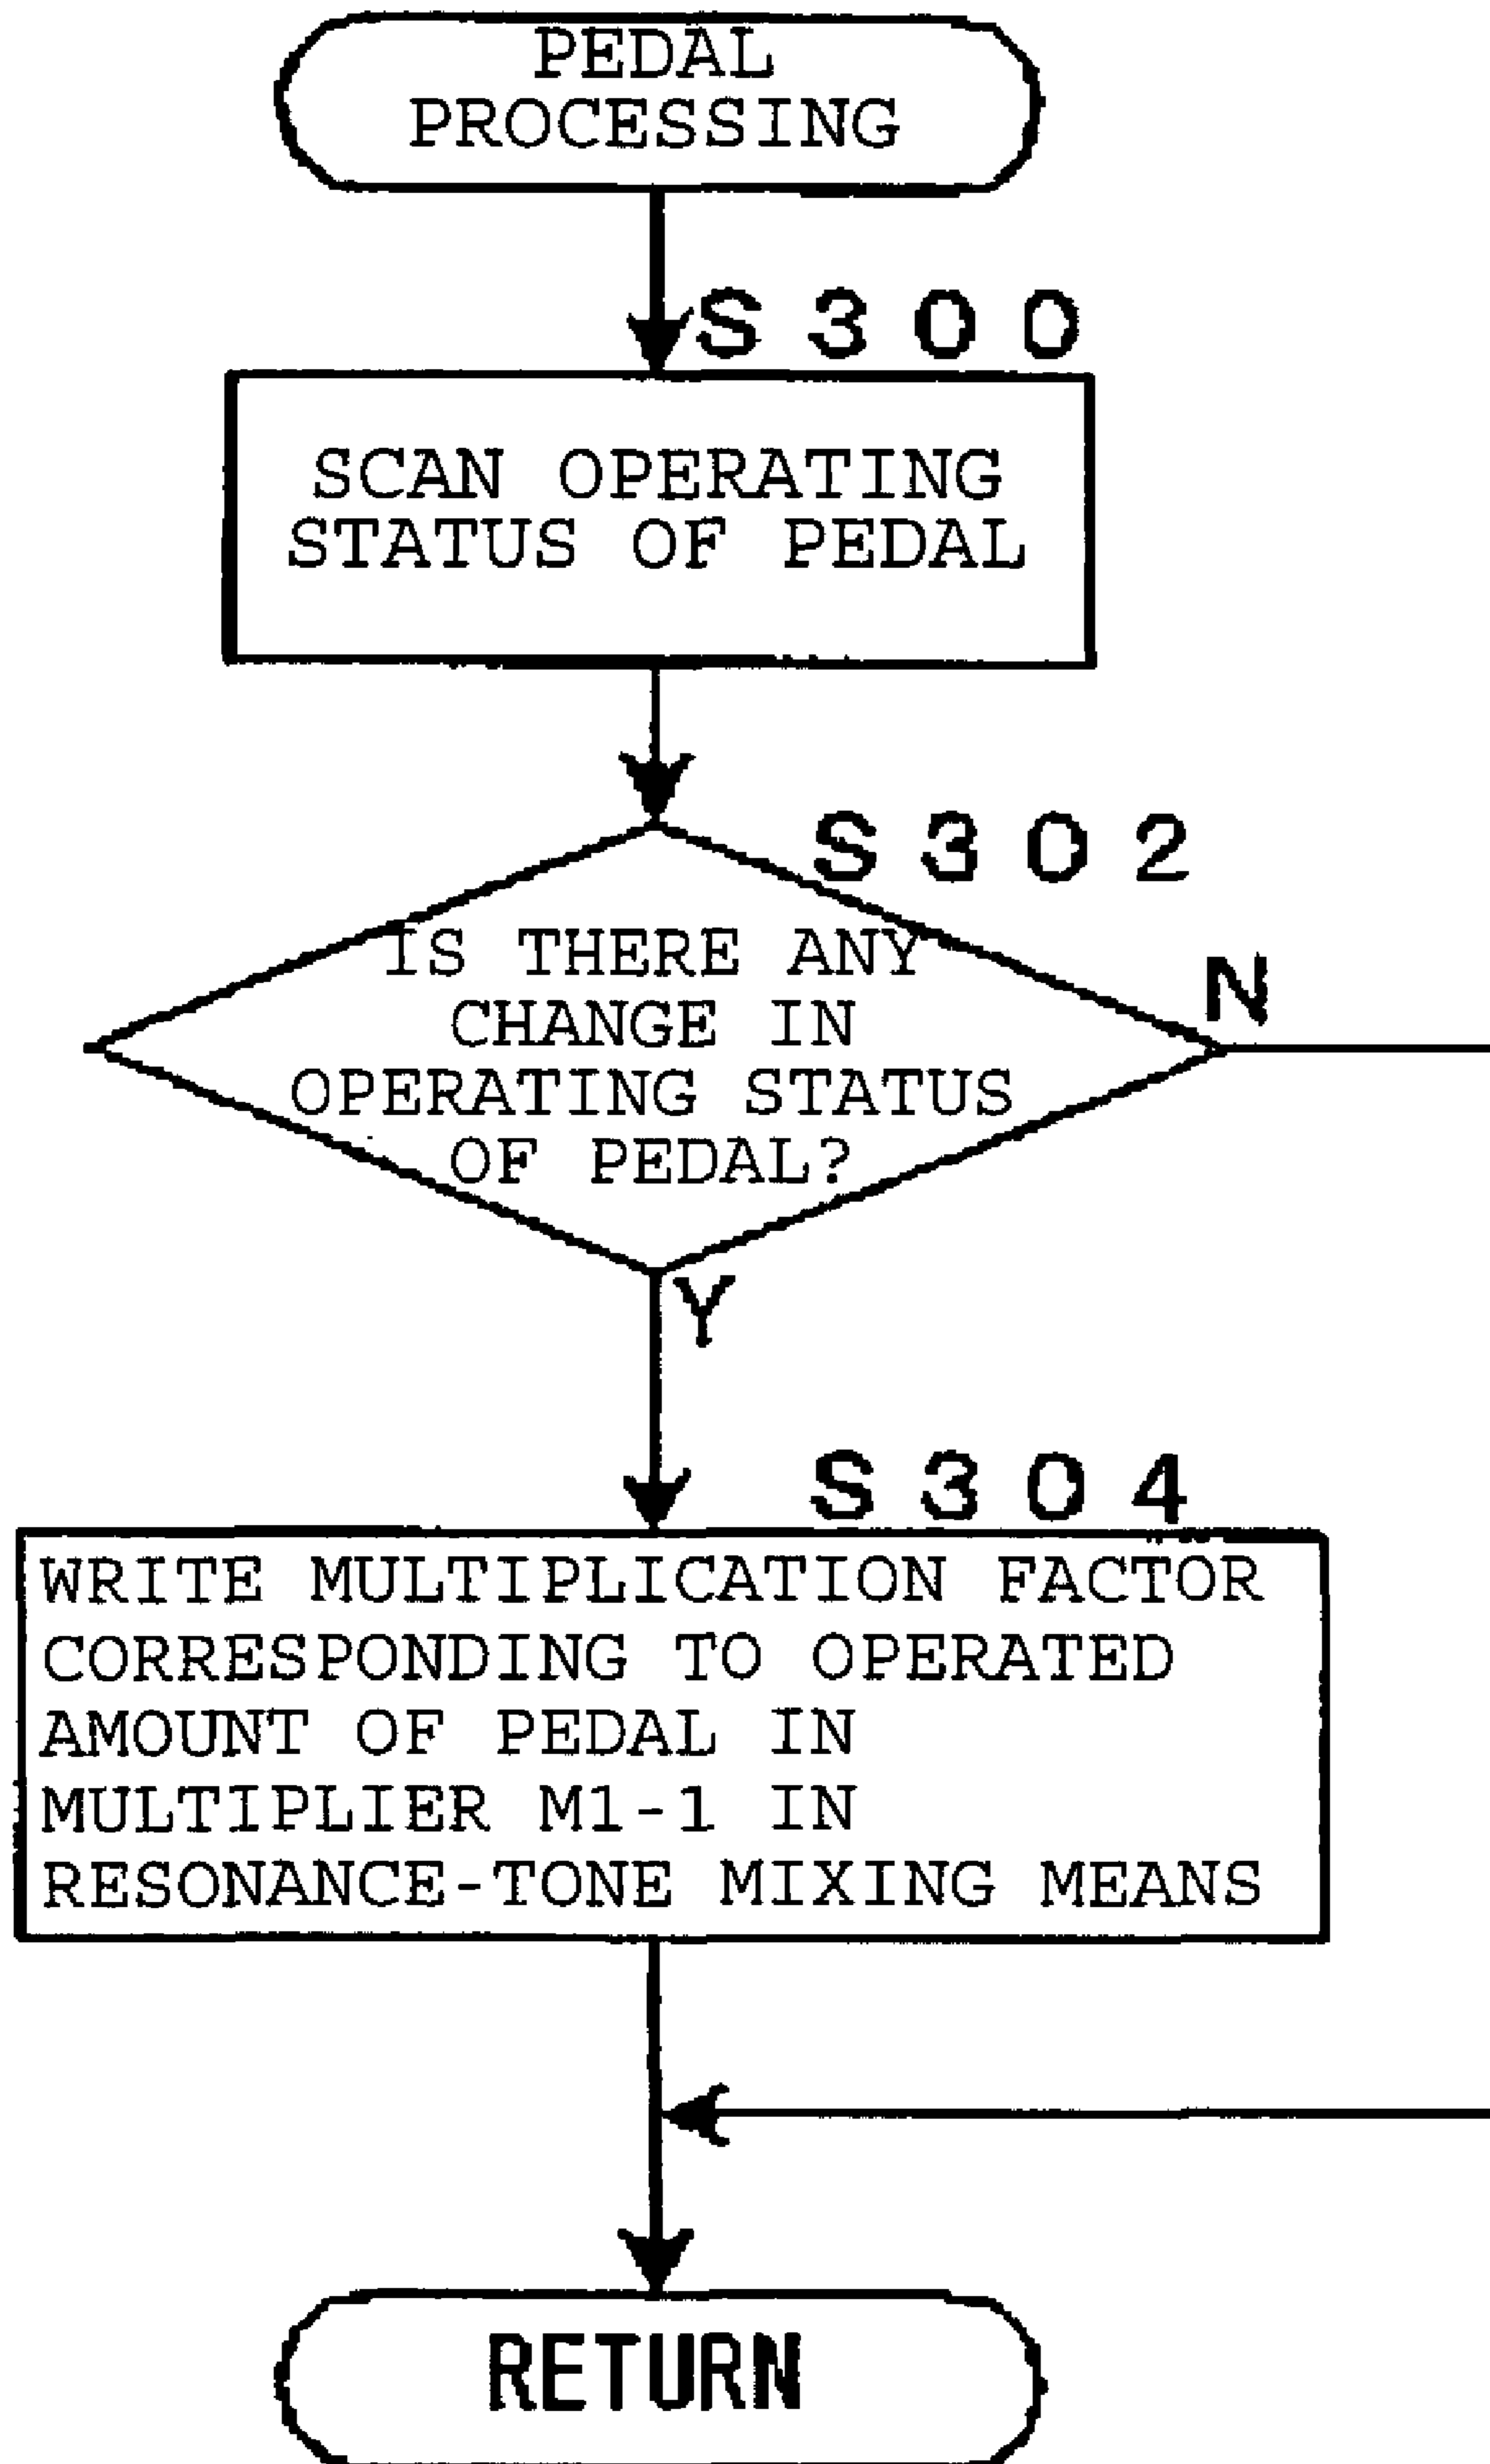 PEDAL
PROCESSING
S300
SCAN OPERATING
STATUS OF PEDAL
S302
IS THERE ANY
CHANGE IN
OPERATING STATUS
OF PEDAL?
N
Y
S304
WRITE MULTIPLICATION FACTOR
CORRESPONDING TO OPERATED
AMOUNT OF PEDAL IN
MULTIPLIER M1-1 IN
RESONANCE-TONE MIXING MEANS
RETURN